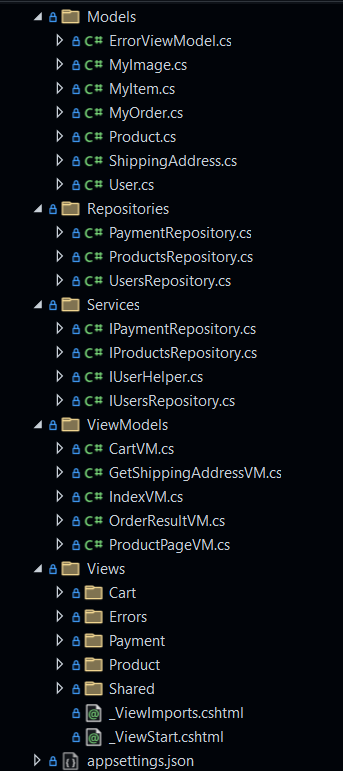 Models
C# ErrorViewModel.cs
C# MyImage.cs
C# MyItem.cs
C# MyOrder.cs
C# Product.cs
C# ShippingAddress.cs
C# User.cs
Repositories
C# PaymentRepository.cs
C# ProductsRepository.cs
C# UsersRepository.cs
Services
C# IPaymentRepository.cs
C# IProductsRepository.cs
C# IUserHelper.cs
C# IUsersRepository.cs
ViewModels
C# CartVM.cs
C# GetShippingAddressVM.cs
C# IndexVM.cs
C# OrderResultVM.cs
C# ProductPageVM.cs
Views
Cart
Errors
Payment
Product
Shared
@ _ViewImports.cshtml
@ _ViewStart.cshtml
{} appsettings.json